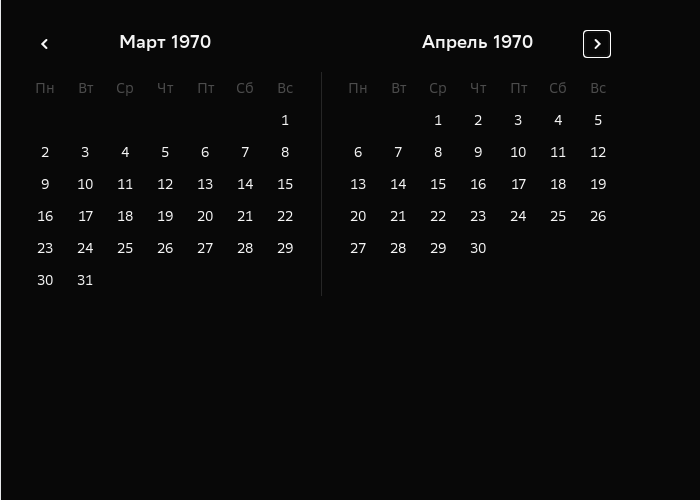 Март 1970
Пн Вт Ср Чт Пт Сб Вс
1
2 3 4 5 6 7 8
9 10 11 12 13 14 15
16 17 18 19 20 21 22
23 24 25 26 27 28 29
30 31
Апрель 1970
Пн Вт Ср Чт Пт Сб Вс
1 2 3 4 5
6 7 8 9 10 11 12
13 14 15 16 17 18 19
20 21 22 23 24 25 26
27 28 29 30